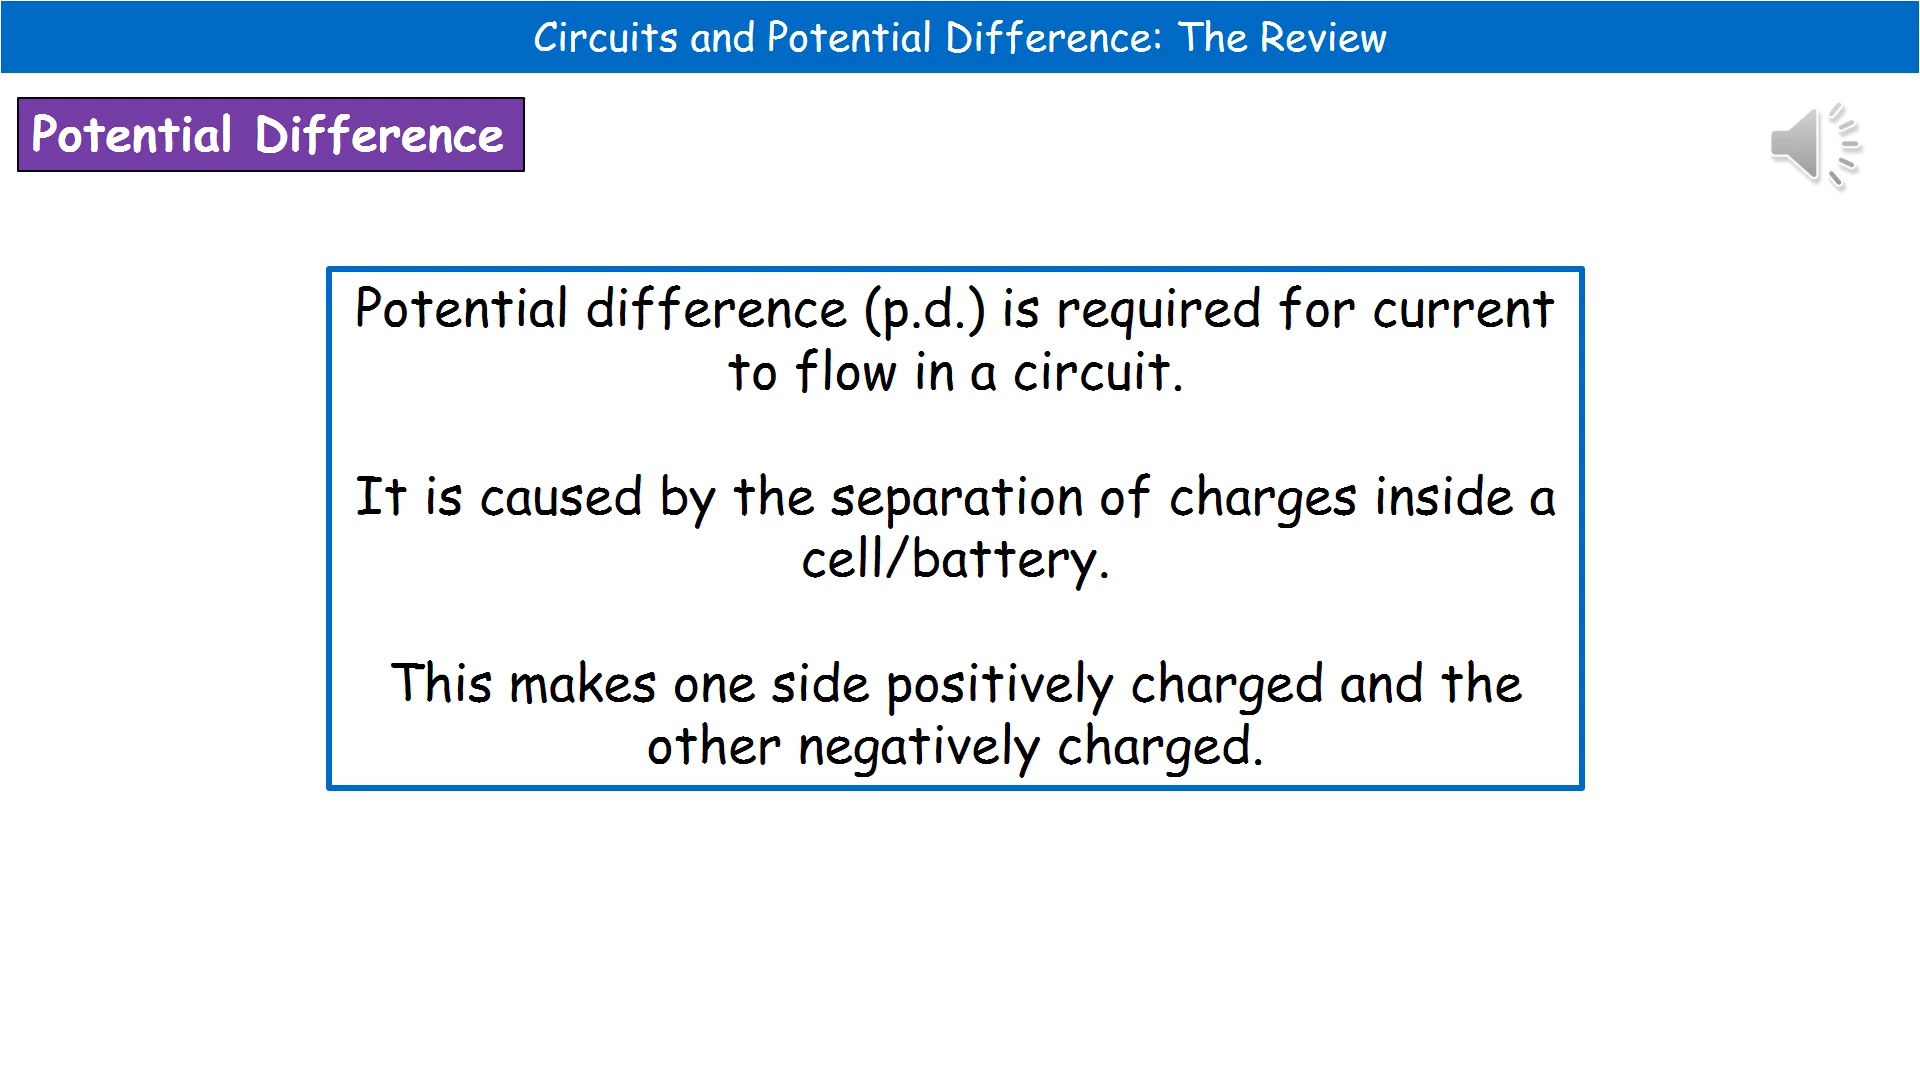 Circuits and Potential Difference: The Review
Potential Difference
Potential difference (p.d.) is required for current
to flow in a circuit.
It is caused by the separation of charges inside a
cell/battery.
This makes one side positively charged and the
other negatively charged.